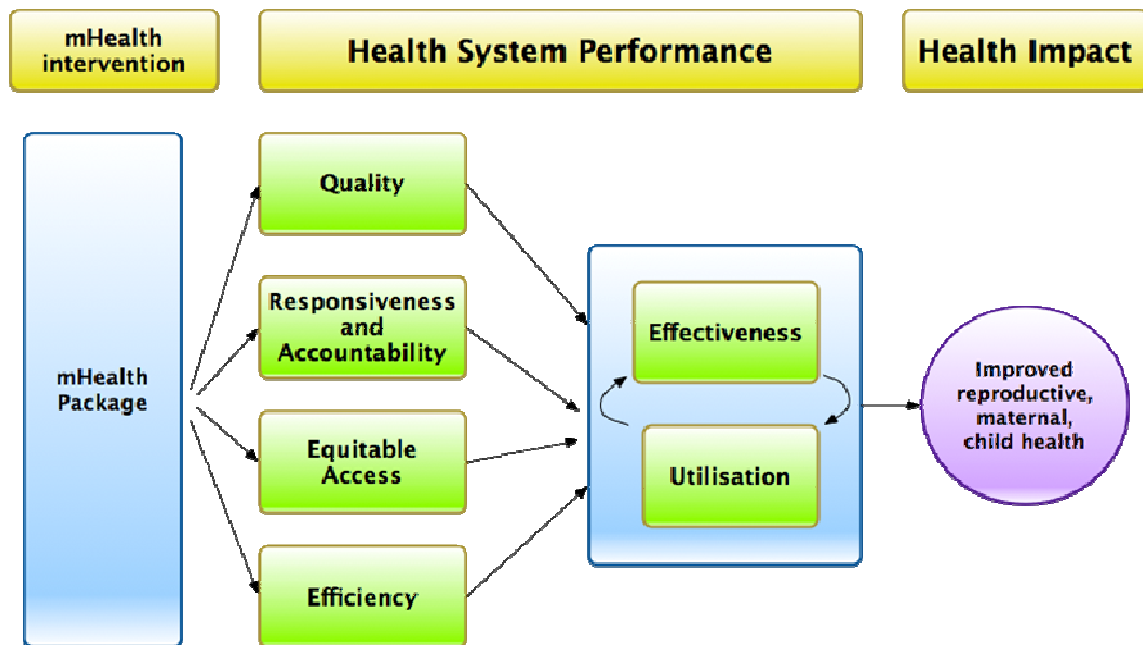 mHealth
intervention
Health System Performance
Health Impact
mHealth
Package
Quality
Responsiveness
and
Accountability
Equitable
Access
Efficiency
Effectiveness
Utilisation
Improved
reproductive,
maternal,
child health